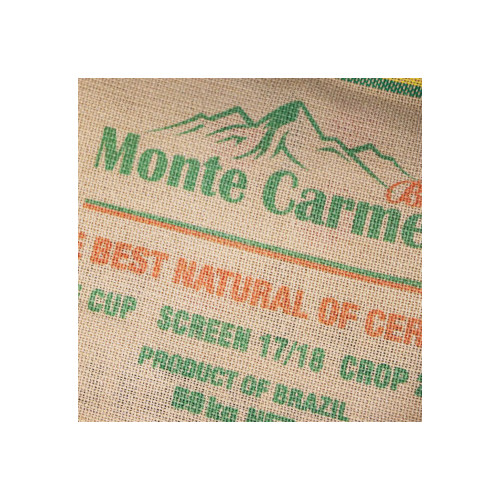 Monte Carme
BEST NATURAL OF CER
CUP SCREEN 17/18 CROP
PRODUCT OF BRAZIL